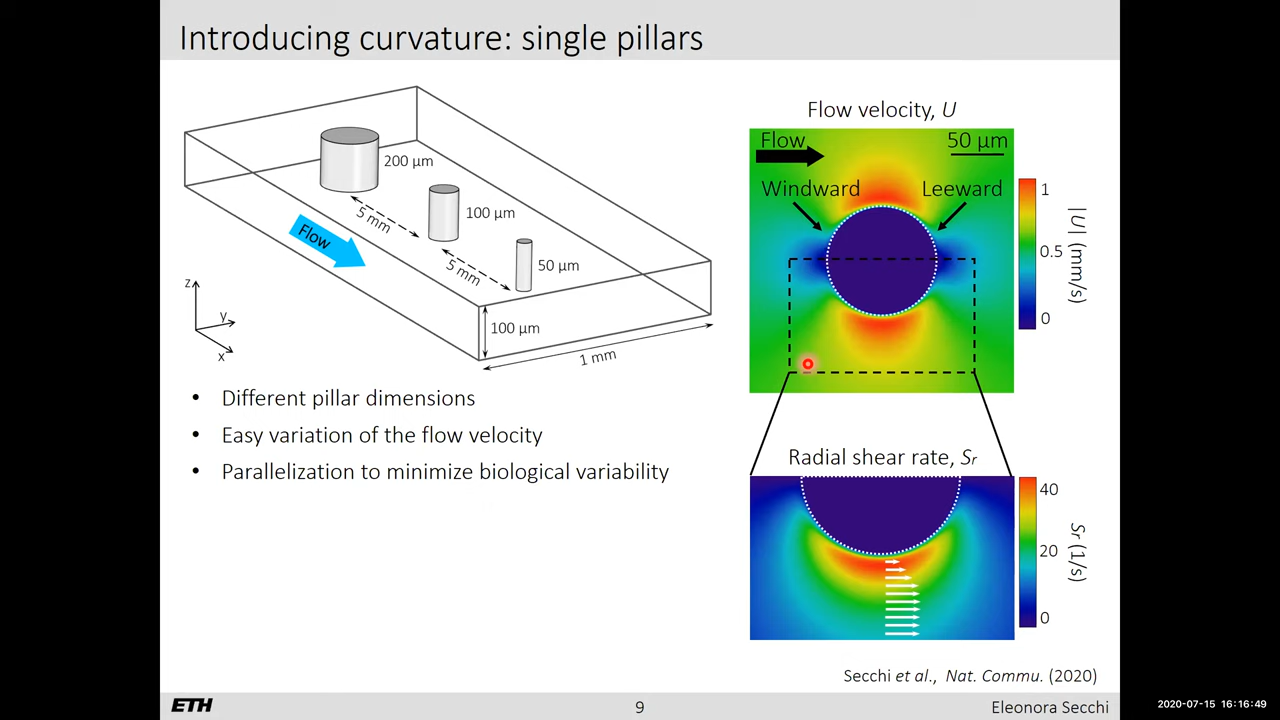 Introducing curvature: single pillars
200 µm
100 µm
50 µm
5 mm
5 mm
Flow
z
y
x
100 µm
1 mm
• Different pillar dimensions
• Easy variation of the flow velocity
• Parallelization to minimize biological variability
Flow velocity, U
Flow
50 µm
Windward
Leeward
1
0.5
0
|U| (mm/s)
Radial shear rate, Sr
40
20
0
Sr (1/s)
Secchi et al., Nat. Commu. (2020)
ETH
9
Eleonora Secchi
2020-07-15 16:16:49